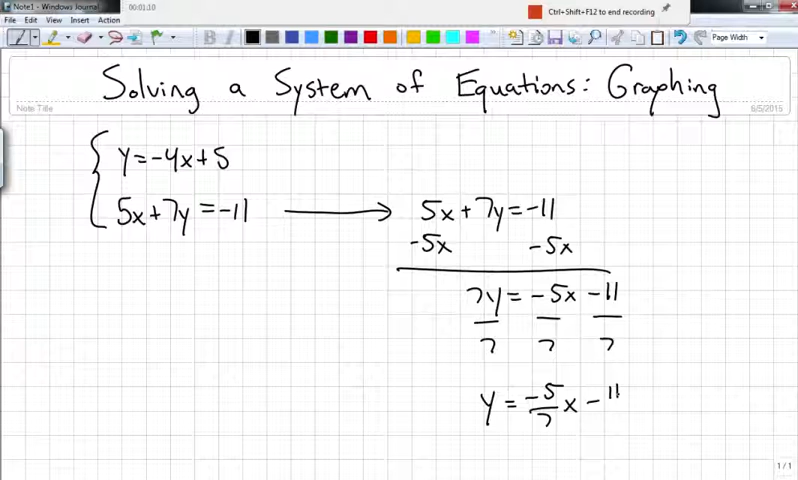 Note1 - Windows Journal
00:01:10
Ctrl+Shift+F12 to end recording
File Edit View Insert Actions
B
Page Width
Solving a System of Equations: Graphing
Note Title
6/5/2015
y=-4x+5
5x+7y=-11
5x+7y=-11
-5x -5x
7y = -5x -11
7 7 7
y = -5/7 x - 11
1 / 1